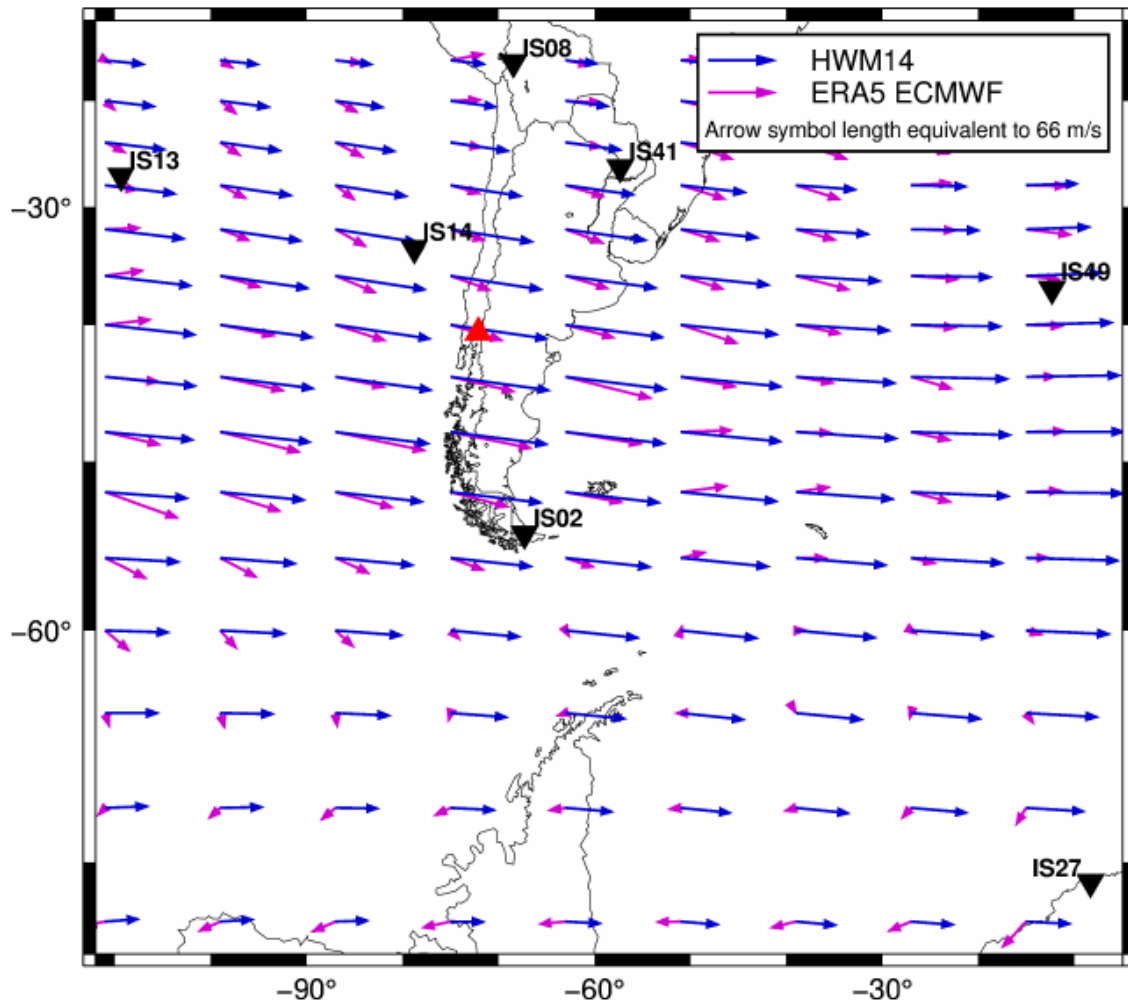 IS08
HWM14
ERA5 ECMWF
Arrow symbol length equivalent to 66 m/s
IS13
IS41
−30°
IS14
IS49
IS02
−60°
IS27
−90°
−60°
−30°